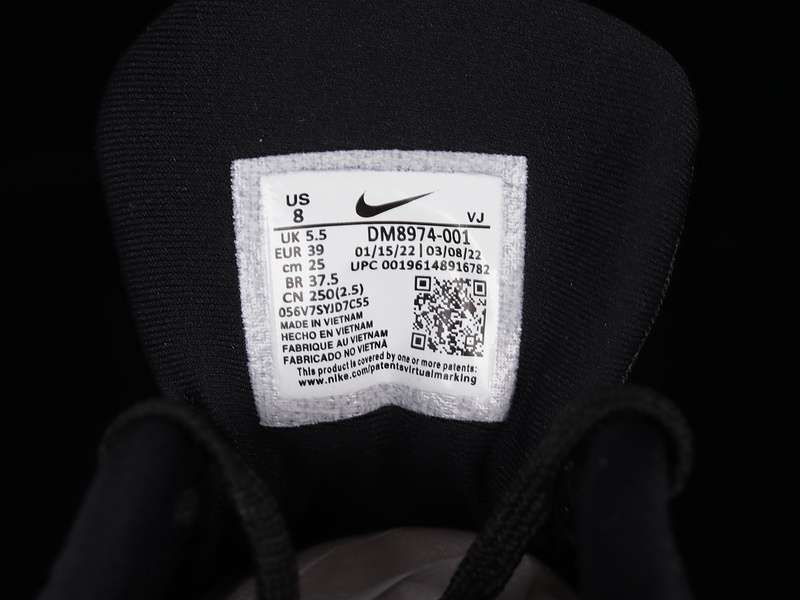 US
8
VJ
UK 5.5
EUR 39
cm 25
BR 37.5
CN 250(2.5)
DM8974-001
01/15/22 | 03/08/22
UPC 00196148916782
056V7SYJD7C55
MADE IN VIETNAM
HECHO EN VIETNAM
FABRIQUE AU VIETNAM
FABRICADO NO VIETNÃ
This product is covered by one or more patents:
www.nike.com/patentsvirtualmarking